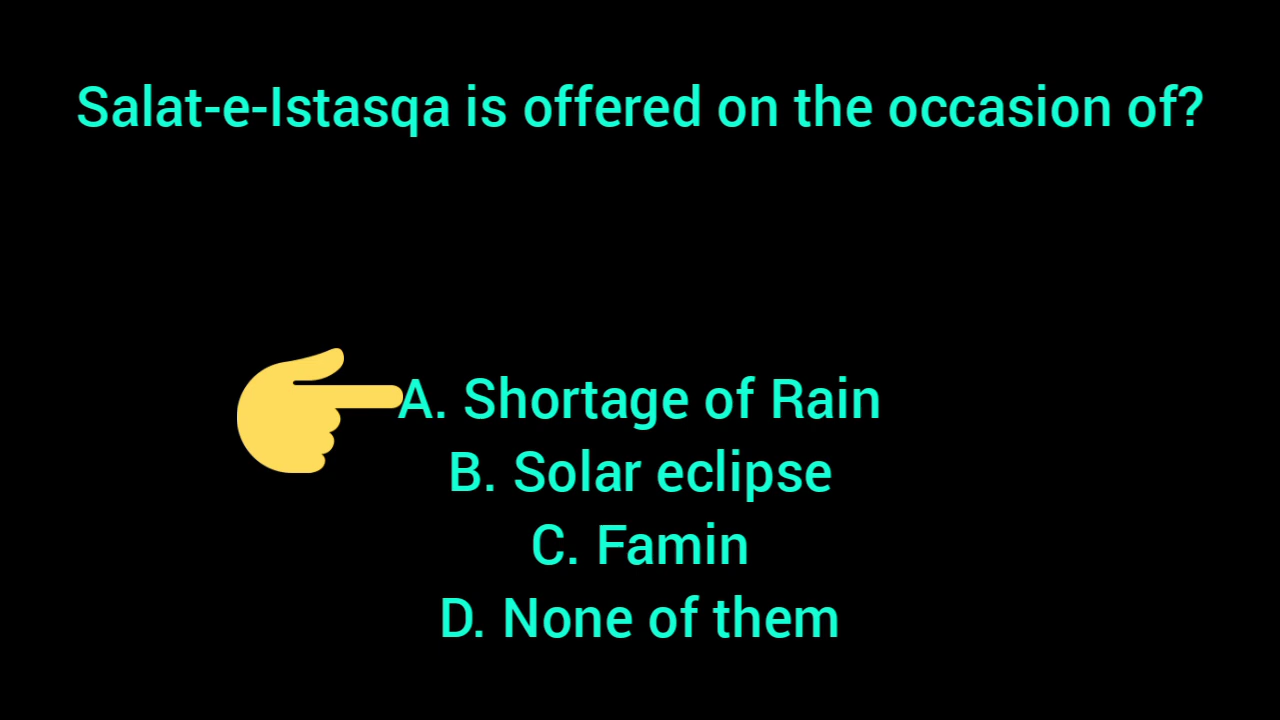 Salat-e-Istasqa is offered on the occasion of?
A. Shortage of Rain
B. Solar eclipse
C. Famin
D. None of them